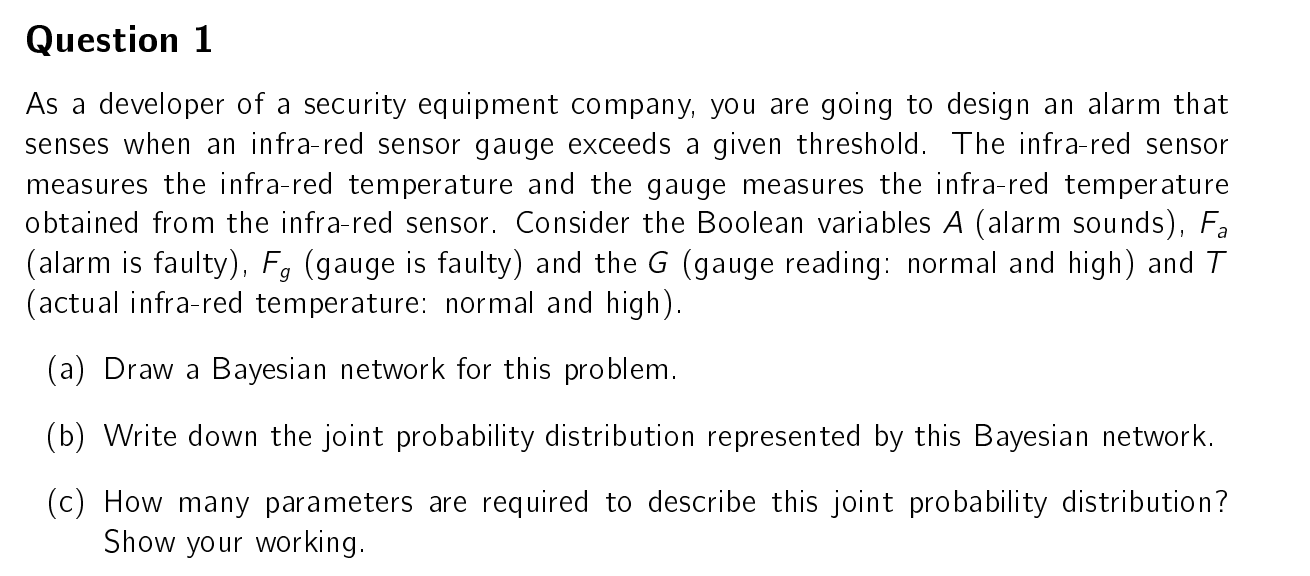 Question 1
As a developer of a security equipment company, you are going to design an alarm that
senses when an infra-red sensor gauge exceeds a given threshold. The infra-red sensor
measures the infra-red temperature and the gauge measures the infra-red temperature
obtained from the infra-red sensor. Consider the Boolean variables A (alarm sounds), Fa
(alarm is faulty), Fg (gauge is faulty) and the G (gauge reading: normal and high) and T
(actual infra-red temperature: normal and high).
(a) Draw a Bayesian network for this problem.
(b) Write down the joint probability distribution represented by this Bayesian network.
(c) How many parameters are required to describe this joint probability distribution?
Show your working.